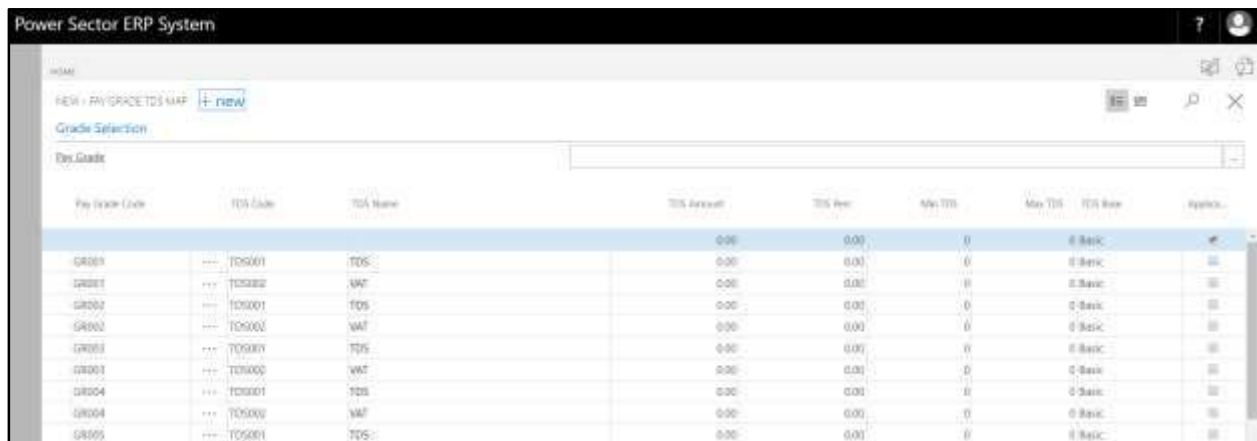 Power Sector ERP System ?
HOME
NEW - PAY GRADE TDS MAP + new
Grade Selection
Pay Grade ...
Pay Grade Code TDS Code TDS Name TDS Amount TDS Perc Min TDS Max TDS TDS Base Applica...
0.00 0.00 0 0 Basic
GR001 ... TDS001 TDS 0.00 0.00 0 0 Basic
GR001 ... TDS002 VAT 0.00 0.00 0 0 Basic
GR002 ... TDS001 TDS 0.00 0.00 0 0 Basic
GR002 ... TDS002 VAT 0.00 0.00 0 0 Basic
GR003 ... TDS001 TDS 0.00 0.00 0 0 Basic
GR003 ... TDS002 VAT 0.00 0.00 0 0 Basic
GR004 ... TDS001 TDS 0.00 0.00 0 0 Basic
GR004 ... TDS002 VAT 0.00 0.00 0 0 Basic
GR005 ... TDS001 TDS 0.00 0.00 0 0 Basic